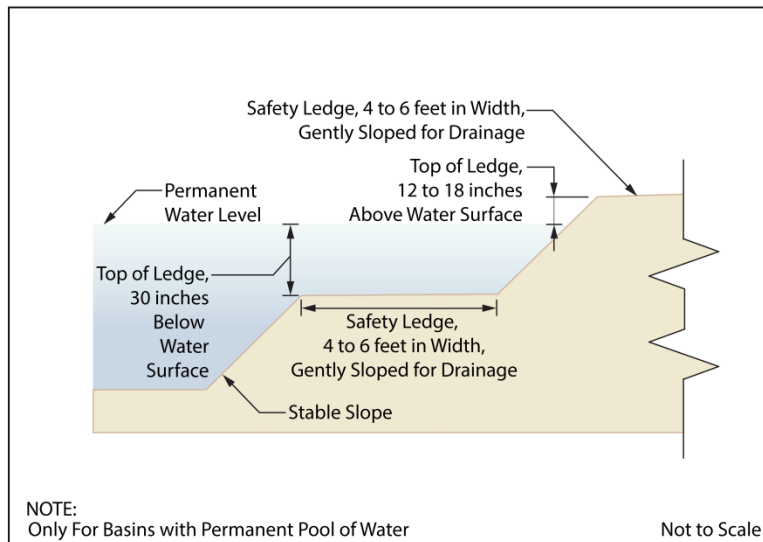 Safety Ledge, 4 to 6 feet in Width,
Gently Sloped for Drainage
Top of Ledge,
12 to 18 inches
Above Water Surface
Permanent
Water Level
Top of Ledge,
30 inches
Below
Water
Surface
Safety Ledge,
4 to 6 feet in Width,
Gently Sloped for Drainage
Stable Slope
NOTE:
Only For Basins with Permanent Pool of Water
Not to Scale